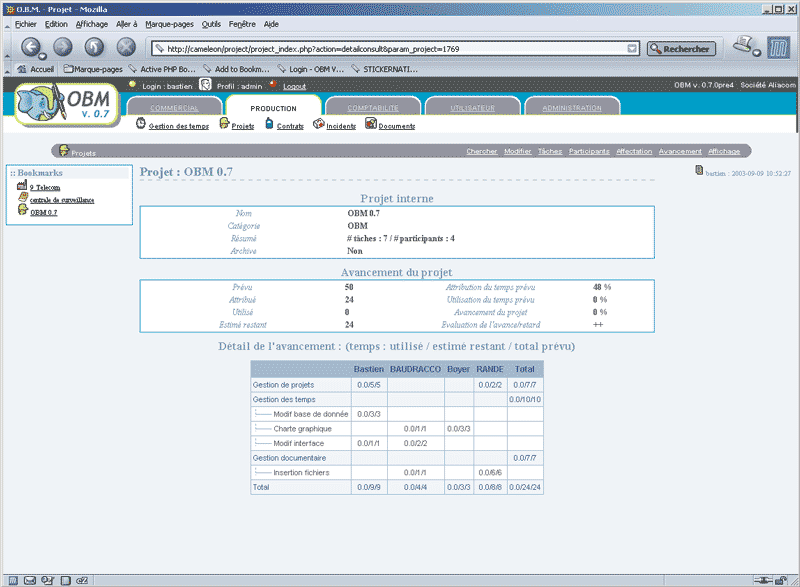 O.B.M. - Projet - Mozilla
Fichier Edition Affichage Aller à Marque-pages Outils Fenêtre Aide
http://cameleon/project/project_index.php?action=detailconsult&param_project=1769 Rechercher
Accueil Marque-pages Active PHP Bo... Add to Bookm... Login - OBM V... STICKERNATI...
Login : bastien Profil : admin Logout OBM v. 0.7.0pre4 : Société Aliacom
OBM
v. 0.7
COMMERCIAL PRODUCTION COMPTABILITE UTILISATEUR ADMINISTRATION
Gestion des temps Projets Contrats Incidents Documents
Projets Chercher Modifier Tâches Participants Affectation Avancement Affichage
:: Bookmarks
9 Telecom
centrale de surveillance
OBM 0.7
Projet : OBM 0.7 bastien : 2003-09-09 10:52:27
Projet interne
Nom OBM 0.7
Catégorie OBM
Résumé # tâches : 7 / # participants : 4
Archive Non
Avancement du projet
Prévu 50 Attribution du temps prévu 48 %
Attribué 24 Utilisation du temps prévu 0 %
Utilisé 0 Avancement du projet 0 %
Estimé restant 24 Evaluation de l'avance/retard ++
Détail de l'avancement : (temps : utilisé / estimé restant / total prévu)
Bastien BAUDRACCO Boyer RANDE Total
Gestion de projets 0.0/5/5 0.0/2/2 0.0/7/7
Gestion des temps 0.0/10/10
Modif base de donnée 0.0/3/3
Charte graphique 0.0/1/1 0.0/3/3
Modif interface 0.0/1/1 0.0/2/2
Gestion documentaire 0.0/7/7
Insertion fichiers 0.0/1/1 0.0/6/6
Total 0.0/9/9 0.0/4/4 0.0/3/3 0.0/8/8 0.0/24/24